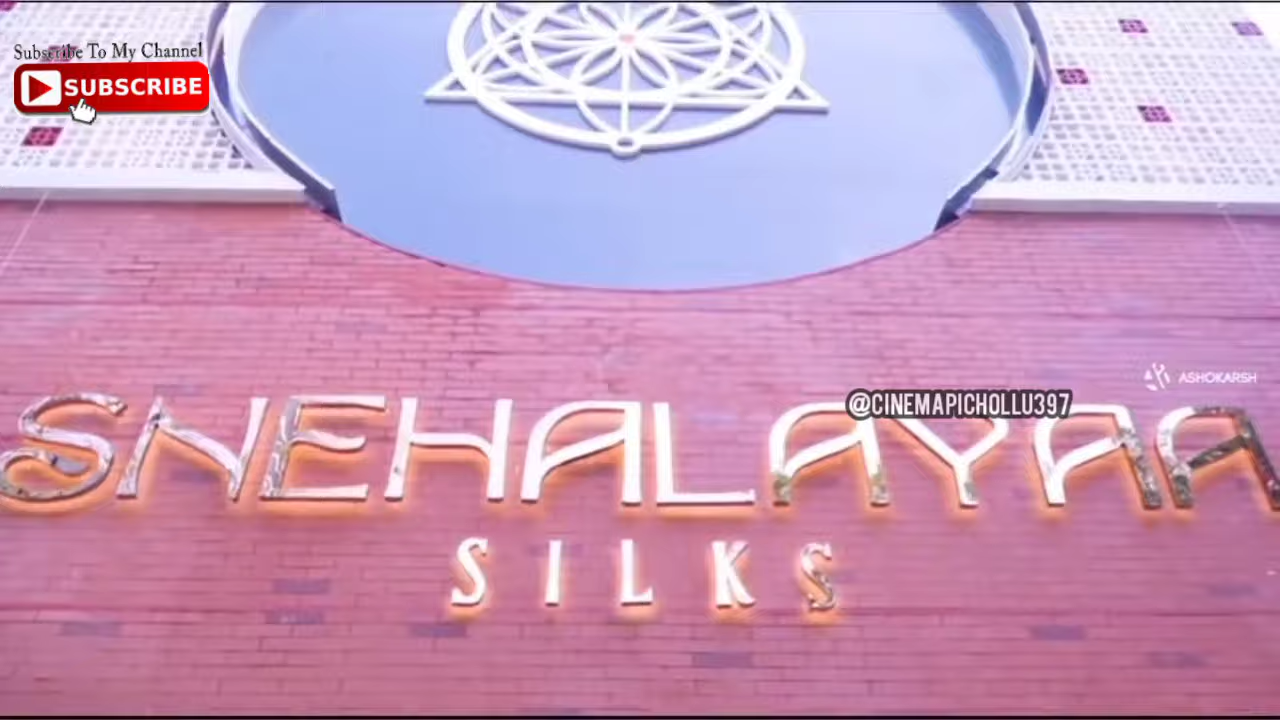 Subscribe To My Channel
SUBSCRIBE
ASHOKARSH
@CINEMAPICHOLLU397
SNEHALAYAA
SILKS